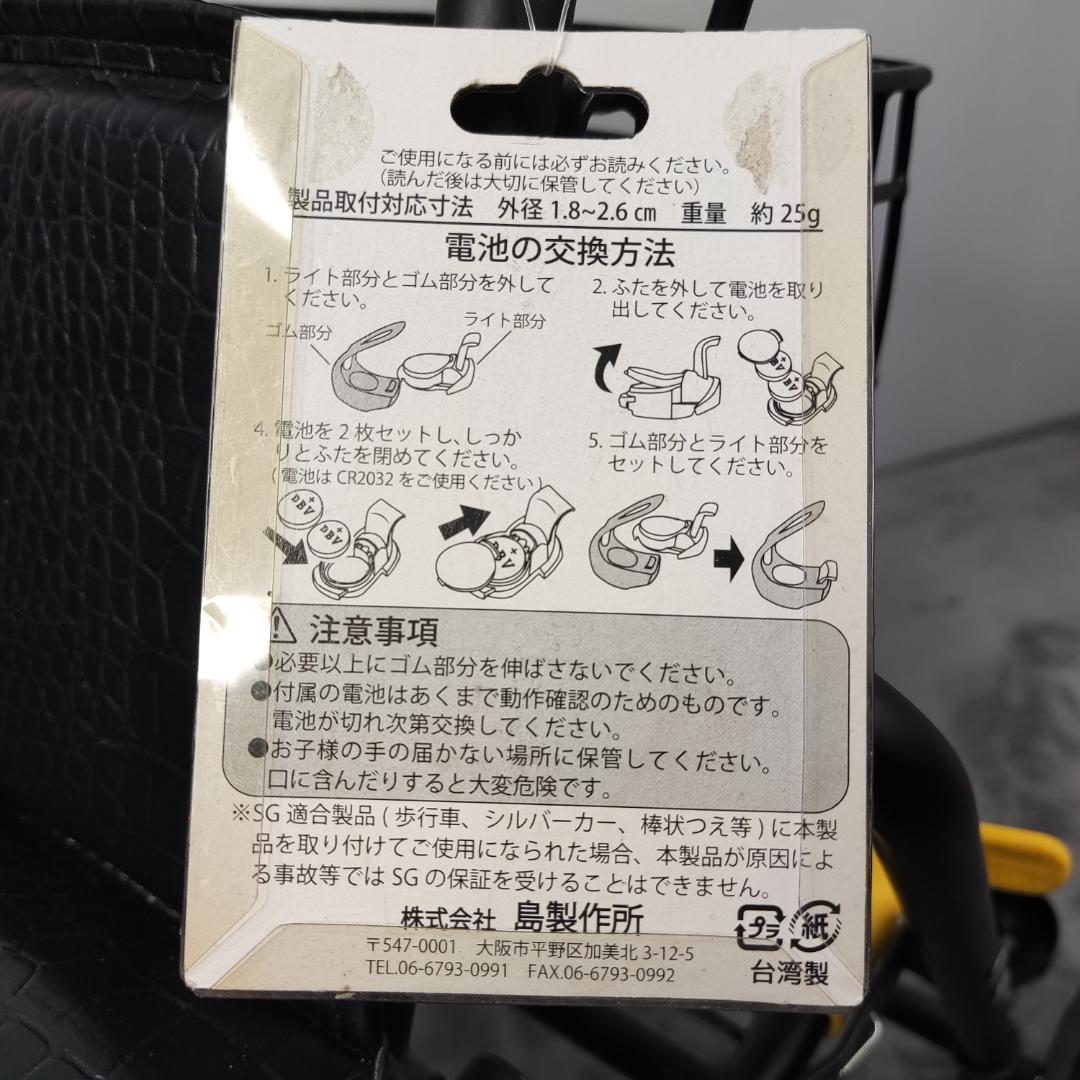 ご使用になる前には必ずお読みください。
（読んだ後は大切に保管してください）
製品取付対応寸法　外径 1.8~2.6 ㎝　重量　約 25g
電池の交換方法
1. ライト部分とゴム部分を外して
ください。
ゴム部分
ライト部分
2. ふたを外して電池を取り
出してください。
4. 電池を 2 枚セットし、しっか
りとふたを閉めてください。
( 電池は CR2032 をご使用ください )
5. ゴム部分とライト部分を
セットしてください。
注意事項
●必要以上にゴム部分を伸ばさないでください。
●付属の電池はあくまで動作確認のためのものです。
電池が切れ次第交換してください。
●お子様の手の届かない場所に保管してください。
口に含んだりすると大変危険です。
※SG 適合製品 ( 歩行車、シルバーカー、棒状つえ等 ) に本製
品を取り付けてご使用になられた場合、本製品が原因によ
る事故等では SG の保証を受けることはできません。
株式会社 島製作所
〒547-0001　大阪市平野区加美北 3-12-5
TEL.06-6793-0991　FAX.06-6793-0992
プラ 紙
台湾製